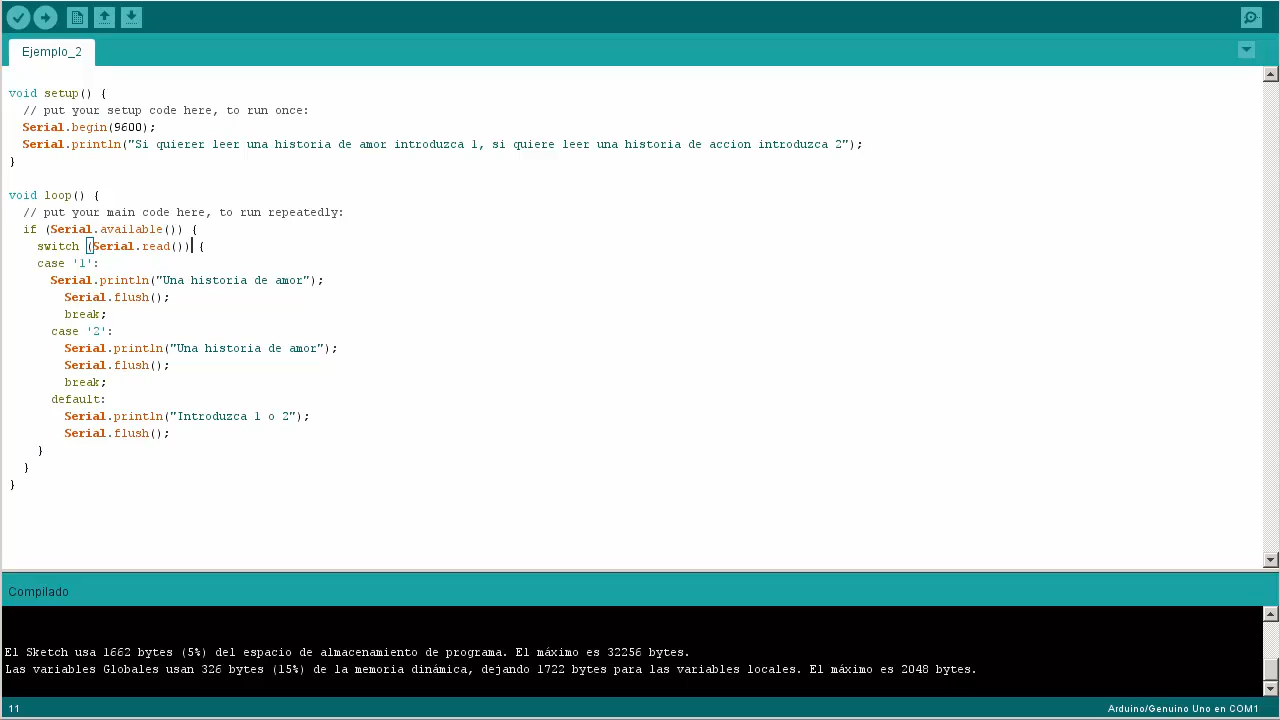 Ejemplo_2
void setup() {
// put your setup code here, to run once:
Serial.begin(9600);
Serial.println("Si quierer leer una historia de amor introduzca 1, si quiere leer una historia de accion introduzca 2");
}
void loop() {
// put your main code here, to run repeatedly:
if (Serial.available()) {
switch (Serial.read()) {
case '1':
Serial.println("Una historia de amor");
Serial.flush();
break;
case '2':
Serial.println("Una historia de amor");
Serial.flush();
break;
default:
Serial.println("Introduzca 1 o 2");
Serial.flush();
}
}
}
Compilado
El Sketch usa 1662 bytes (5%) del espacio de almacenamiento de programa. El máximo es 32256 bytes.
Las variables Globales usan 326 bytes (15%) de la memoria dinámica, dejando 1722 bytes para las variables locales. El máximo es 2048 bytes.
11
Arduino/Genuino Uno en COM1